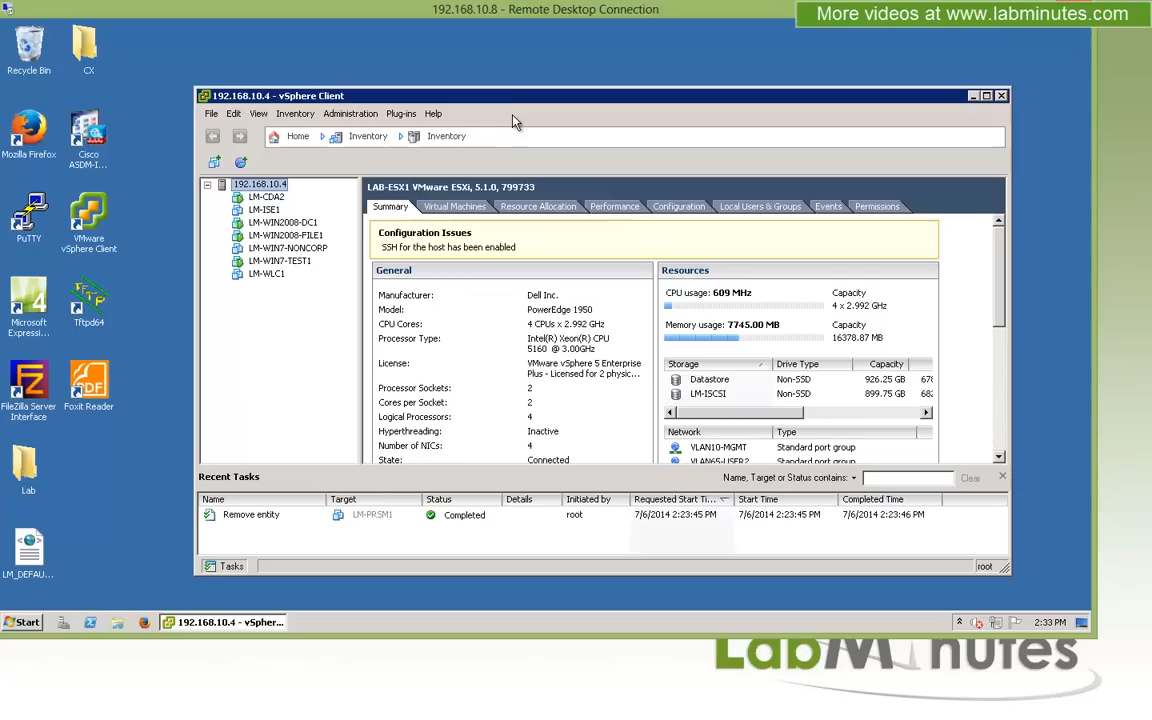 192.168.10.8 - Remote Desktop Connection
More videos at www.labminutes.com
Recycle Bin
CX
Mozilla Firefox
Cisco
ASDM-I...
PuTTY
VMware
vSphere Client
Microsoft
Expressi...
Tftpd64
FileZilla Server
Interface
Foxit Reader
Lab
LM_DEFAU...
192.168.10.4 - vSphere Client
File Edit View Inventory Administration Plug-ins Help
Home Inventory Inventory
192.168.10.4
LM-CDA2
LM-ISE1
LM-WIN2008-DC1
LM-WIN2008-FILE1
LM-WIN7-NONCORP
LM-WIN7-TEST1
LM-WLC1
LAB-ESX1 VMware ESXi, 5.1.0, 799733
Summary Virtual Machines Resource Allocation Performance Configuration Local Users & Groups Events Permissions
Configuration Issues
SSH for the host has been enabled
General
Manufacturer: Dell Inc.
Model: PowerEdge 1950
CPU Cores: 4 CPUs x 2.992 GHz
Processor Type: Intel(R) Xeon(R) CPU
5160 @ 3.00GHz
License: VMware vSphere 5 Enterprise
Plus - Licensed for 2 physic...
Processor Sockets: 2
Cores per Socket: 2
Logical Processors: 4
Hyperthreading: Inactive
Number of NICs: 4
State: Connected
Resources
CPU usage: 609 MHz Capacity
4 x 2.992 GHz
Memory usage: 7745.00 MB Capacity
16378.87 MB
Storage Drive Type Capacity
Datastore Non-SSD 926.25 GB 678
LM-ISCSI Non-SSD 899.75 GB 682
Network Type
VLAN10-MGMT Standard port group
VLAN65-USER2 Standard port group
Recent Tasks
Name, Target or Status contains: Clear
Name Target Status Details Initiated by Requested Start Ti... Start Time Completed Time
Remove entity LM-PRSM1 Completed root 7/6/2014 2:23:45 PM 7/6/2014 2:23:45 PM 7/6/2014 2:23:46 PM
Tasks root
Start 192.168.10.4 - vSpher... 2:33 PM
LabMinutes